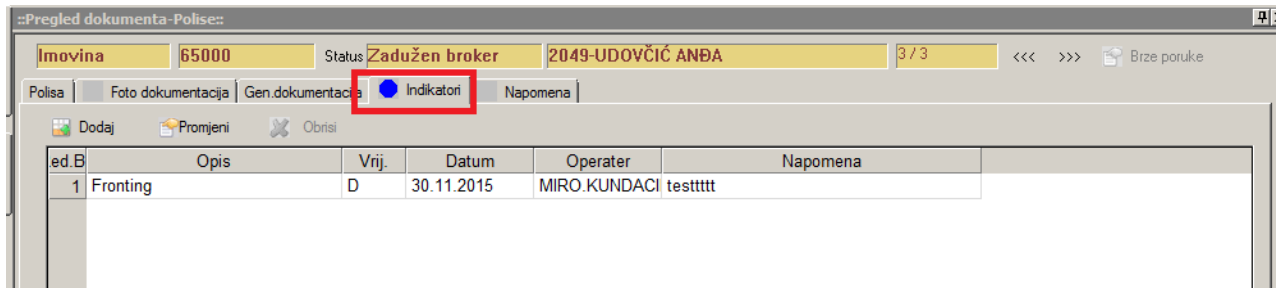 ::Pregled dokumenta-Polise::
Imovina 65000 Status Zadužen broker 2049-UDOVČIĆ ANĐA 3 / 3 <<< >>> Brze poruke
Polisa Foto dokumentacija Gen.dokumentacija Indikatori Napomena
Dodaj Promjeni Obrisi
.ed.B Opis Vrij. Datum Operater Napomena
1 Fronting D 30.11.2015 MIRO.KUNDACI testtttt